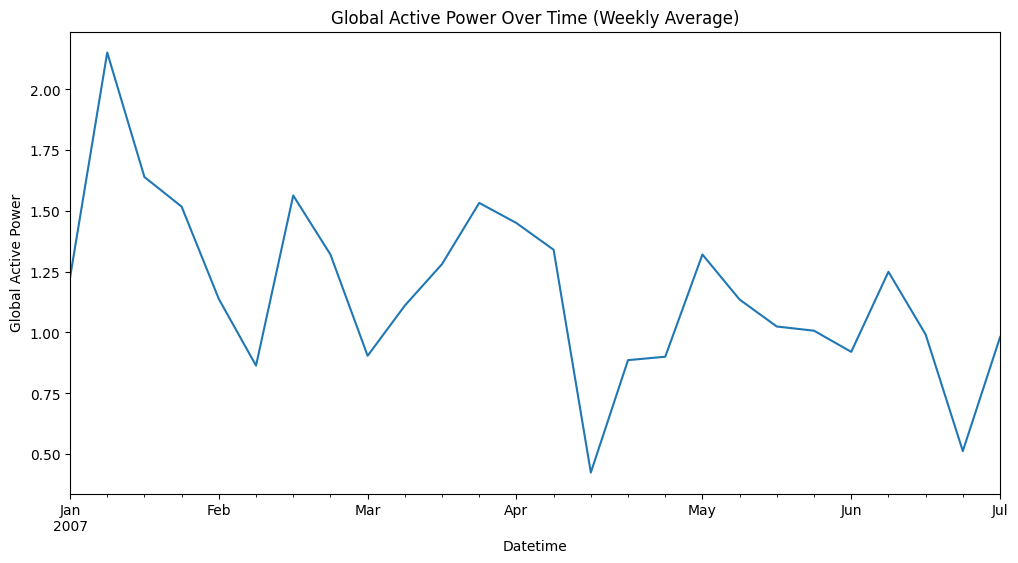 Global Active Power Over Time (Weekly Average)
Global Active Power
2.00
1.75
1.50
1.25
1.00
0.75
0.50
Jan
2007
Feb
Mar
Apr
May
Jun
Jul
Datetime